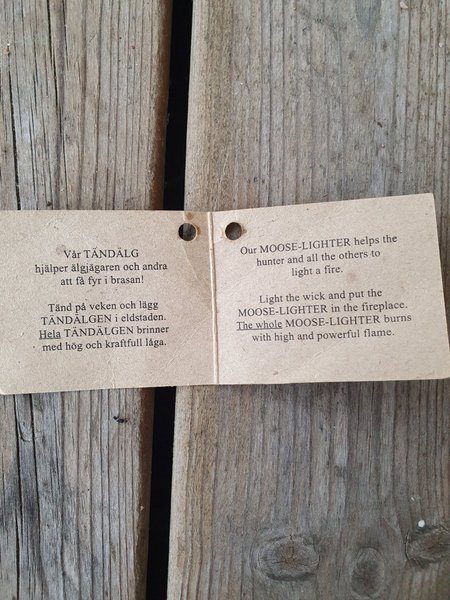 Vår TÄNDÄLG
hjälper älgjägaren och andra
att få fyr i brasan!
Tänd på veken och lägg
TÄNDÄLGEN i eldstaden.
Hela TÄNDÄLGEN brinner
med hög och kraftfull låga.
Our MOOSE-LIGHTER helps the
hunter and all the others to
light a fire.
Light the wick and put the
MOOSE-LIGHTER in the fireplace.
The whole MOOSE-LIGHTER burns
with high and powerful flame.